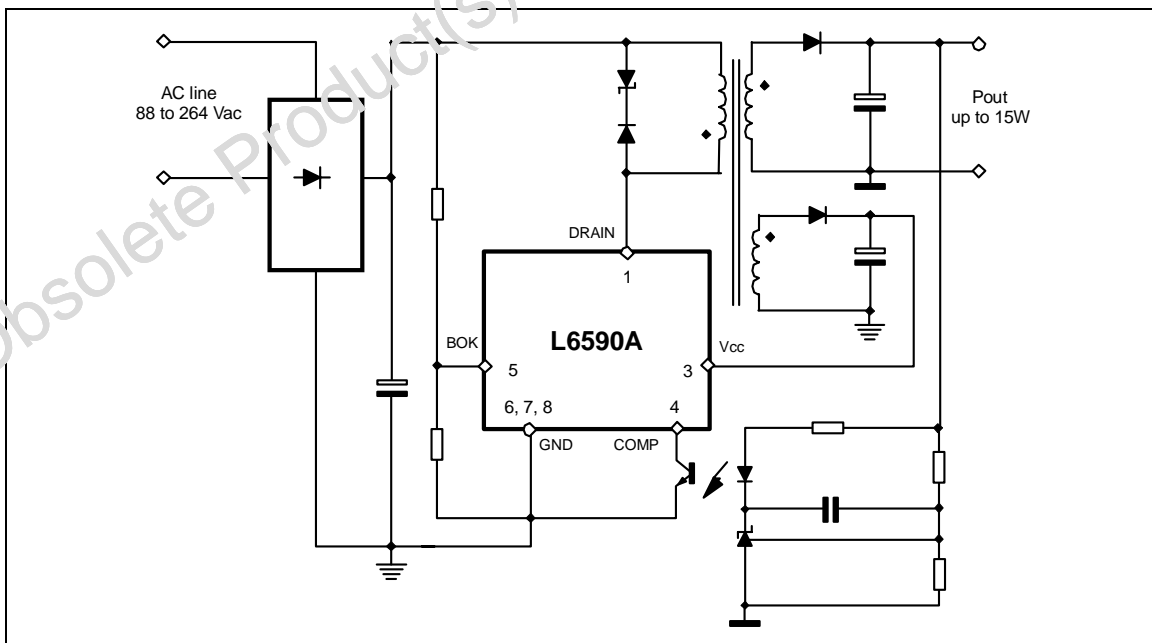 Obsolete Product(s)
AC line
88 to 264 Vac
Pout
up to 15W
DRAIN
1
BOK
L6590A
Vcc
5
3
6, 7, 8
4
GND
COMP